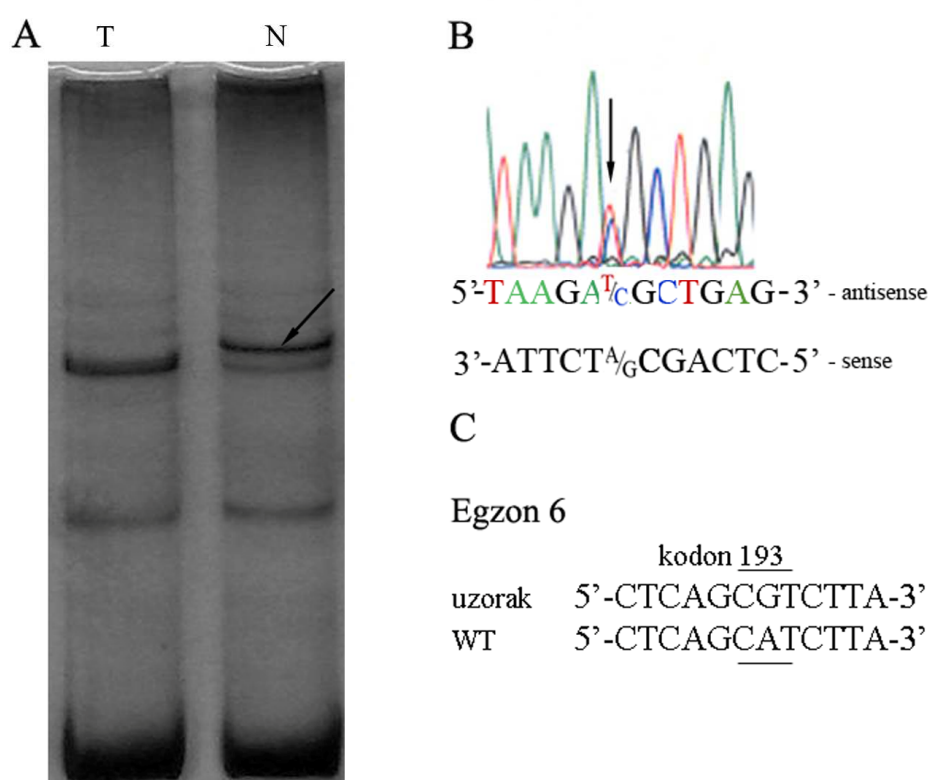 A
T N
B
5’-TAAGAT/CGCTGAG-3’ - antisense
3’-ATTCTA/GCGACTC-5’ - sense
C
Egzon 6
kodon 193
uzorak 5’-CTCAGCGTCTTA-3’
WT 5’-CTCAGCATCTTA-3’